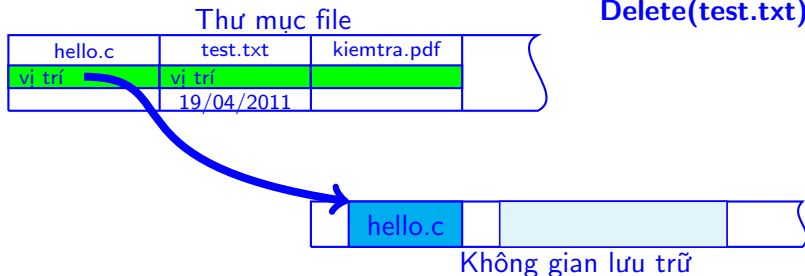 Thư mục file
Delete(test.txt)
hello.c test.txt kiemtra.pdf
vị trí vị trí
19/04/2011
hello.c
Không gian lưu trữ